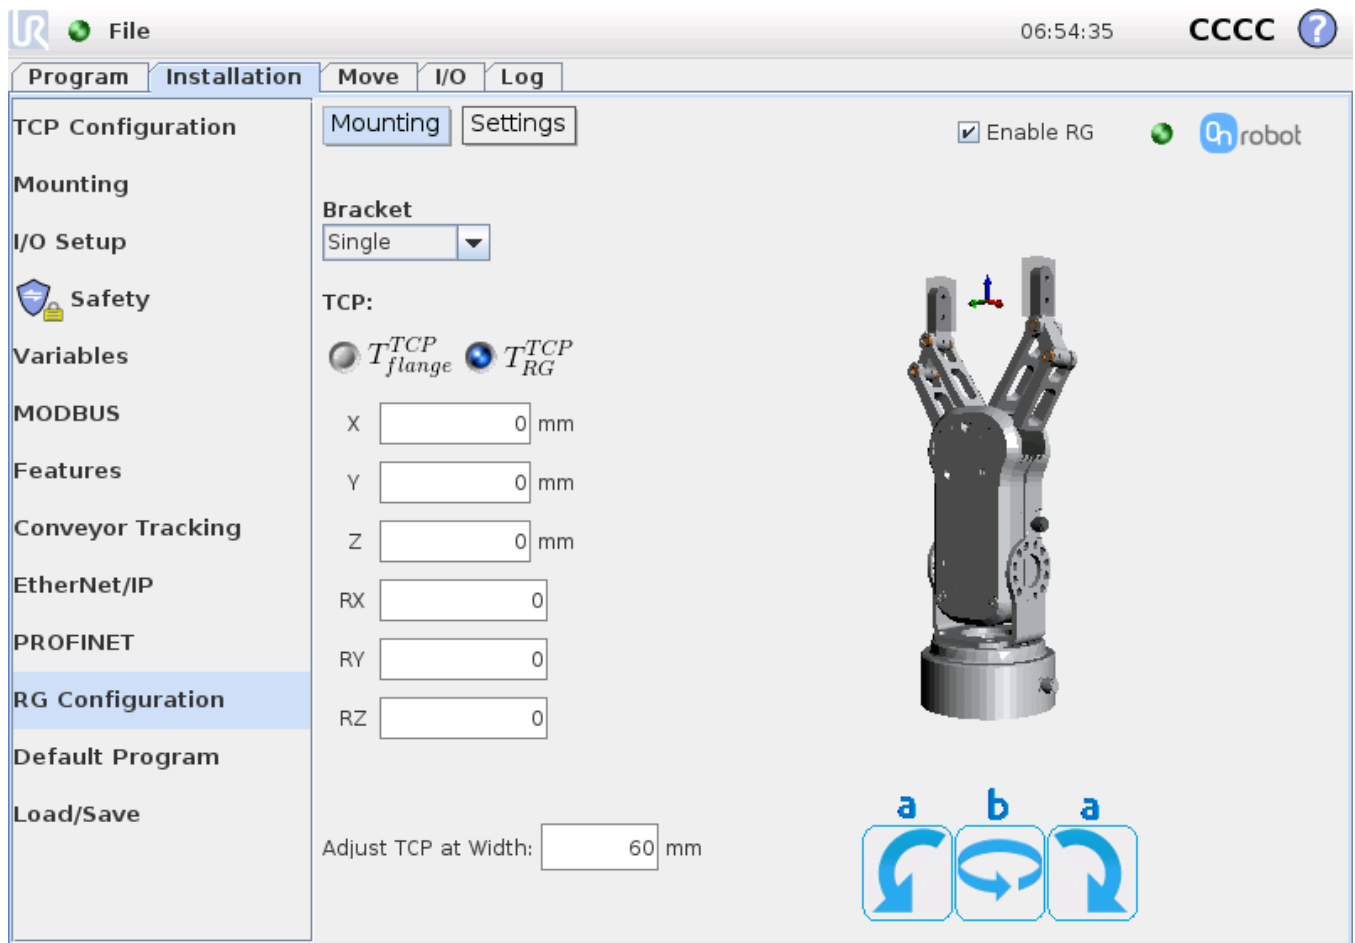 UR File 06:54:35 CCCC ?
Program Installation Move I/O Log
TCP Configuration
Mounting
I/O Setup
Safety
Variables
MODBUS
Features
Conveyor Tracking
EtherNet/IP
PROFINET
RG Configuration
Default Program
Load/Save
Mounting Settings
Enable RG On robot
Bracket
Single
TCP:
T TCP flange T TCP RG
X 0 mm
Y 0 mm
Z 0 mm
RX 0
RY 0
RZ 0
Adjust TCP at Width: 60 mm
a b a